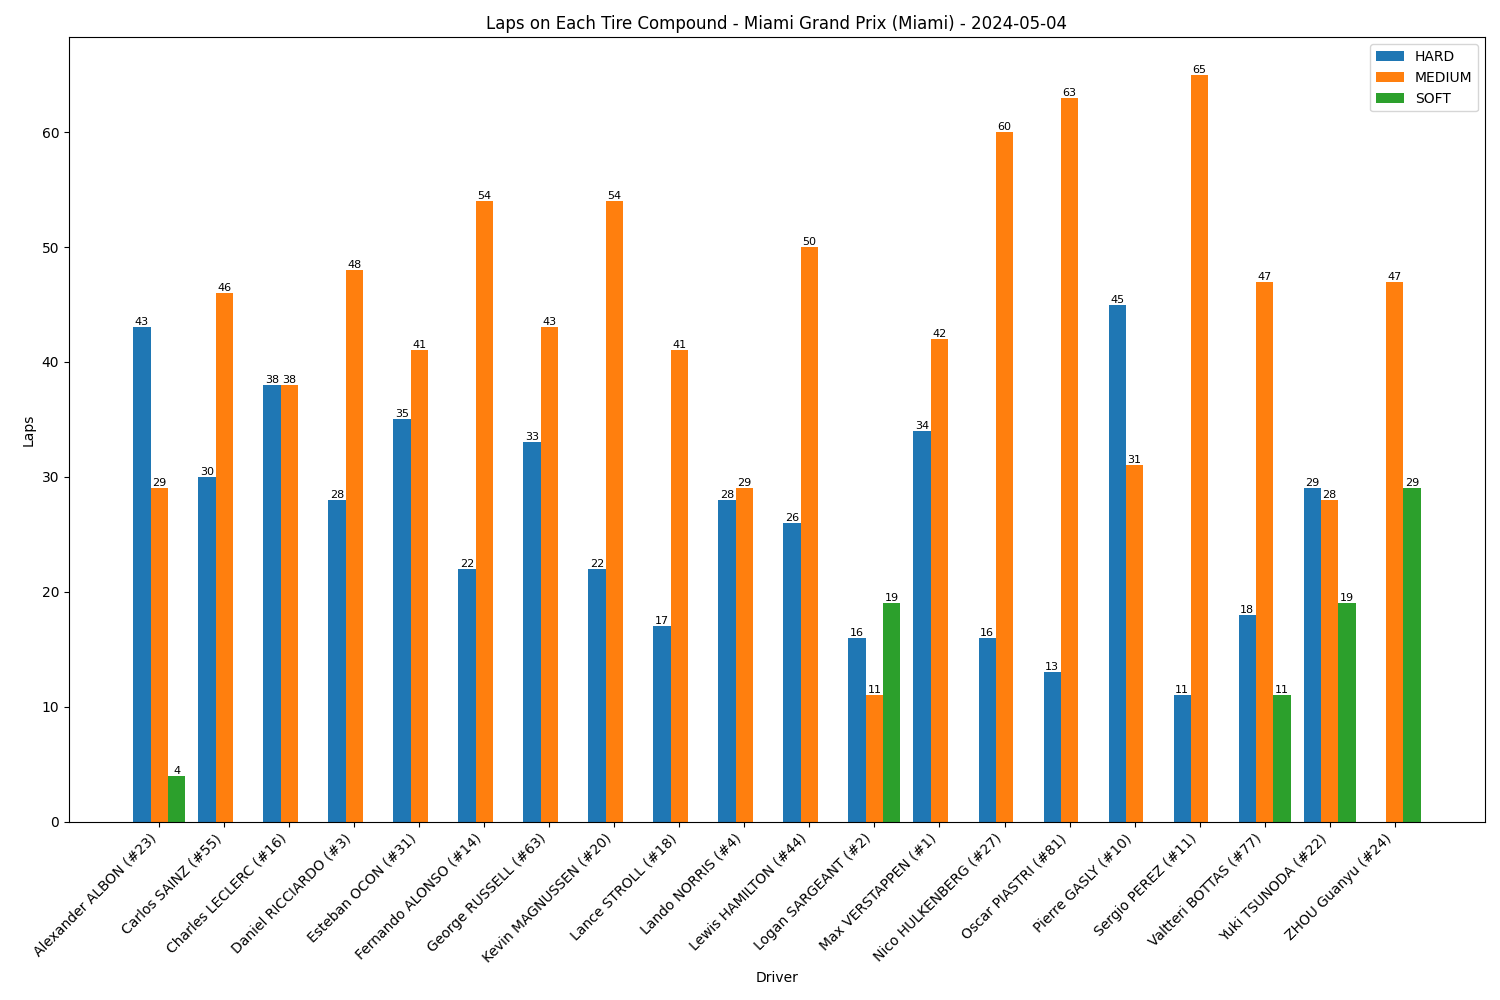 Laps on Each Tire Compound - Miami Grand Prix (Miami) - 2024-05-04
HARD
MEDIUM
SOFT
Laps
60
50
40
30
20
10
0
43 29 4
30 46
38 38
28 48
35 41
22 54
33 43
22 54
17 41
28 29
26 50
16 11 19
34 42
16 60
13 63
45 31
11 65
18 47 11
29 28 19
47 29
Alexander ALBON (#23)
Carlos SAINZ (#55)
Charles LECLERC (#16)
Daniel RICCIARDO (#3)
Esteban OCON (#31)
Fernando ALONSO (#14)
George RUSSELL (#63)
Kevin MAGNUSSEN (#20)
Lance STROLL (#18)
Lando NORRIS (#4)
Lewis HAMILTON (#44)
Logan SARGEANT (#2)
Max VERSTAPPEN (#1)
Nico HULKENBERG (#27)
Oscar PIASTRI (#81)
Pierre GASLY (#10)
Sergio PEREZ (#11)
Valtteri BOTTAS (#77)
Yuki TSUNODA (#22)
ZHOU Guanyu (#24)
Driver